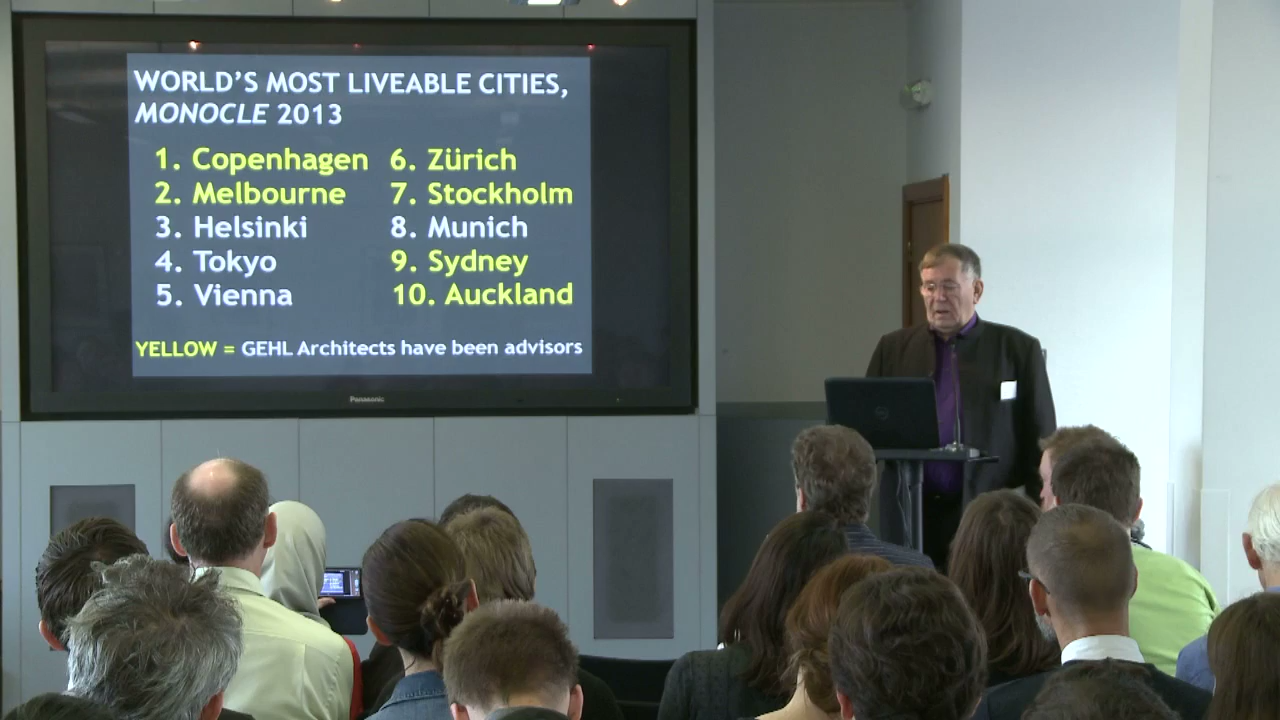 WORLD'S MOST LIVEABLE CITIES,
MONOCLE 2013
1. Copenhagen
2. Melbourne
3. Helsinki
4. Tokyo
5. Vienna
6. Zürich
7. Stockholm
8. Munich
9. Sydney
10. Auckland
YELLOW = GEHL Architects have been advisors
Panasonic